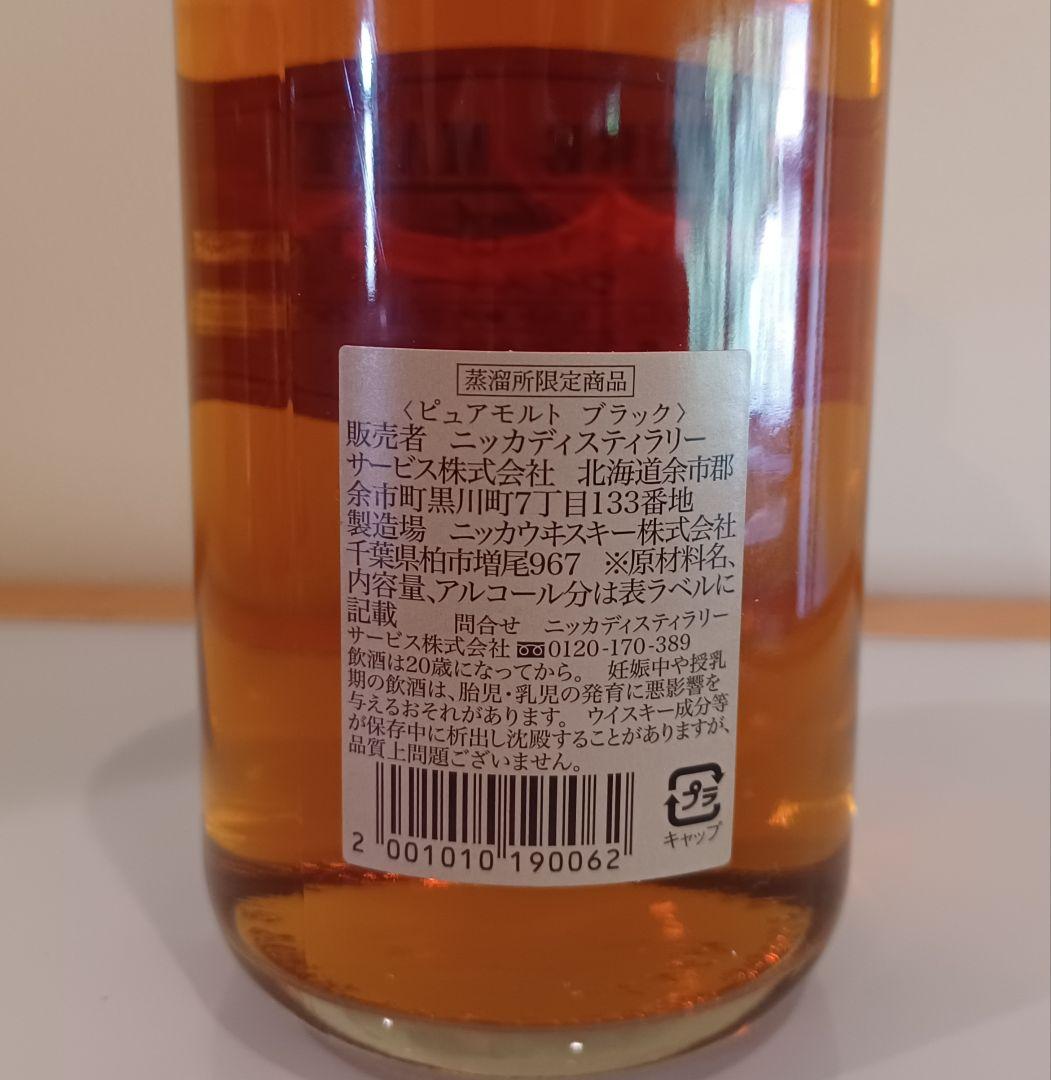 蒸溜所限定商品
〈ピュアモルト ブラック〉
販売者 ニッカディスティラリー
サービス株式会社 北海道余市郡
余市町黒川町7丁目133番地
製造場 ニッカウヰスキー株式会社
千葉県柏市増尾967 ※原材料名、
内容量、アルコール分は表ラベルに
記載 問合せ ニッカディスティラリー
サービス株式会社 0120-170-389
飲酒は20歳になってから。 妊娠中や授乳
期の飲酒は、胎児・乳児の発育に悪影響を
与えるおそれがあります。 ウイスキー成分等
が保存中に析出し沈殿することがありますが、
品質上問題ございません。
プラ
キャップ
2 001010 190062